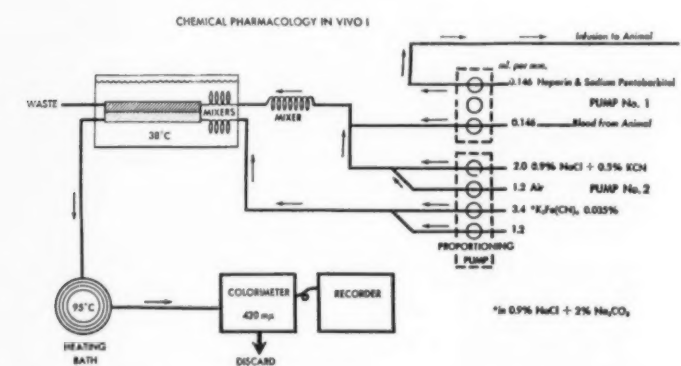 CHEMICAL PHARMACOLOGY IN VIVO I
Infusion to Animal
ml. per mm.
0.146 Heparin & Sodium Pentobarbital
PUMP No. 1
0.146 Blood from Animal
WASTE
MIXERS
38°C
MIXER
2.0 0.9% NaCl + 0.5% KCN
1.2 Air PUMP No. 2
3.4 *K₃Fe(CN)₆ 0.035%
1.2
PROPORTIONING
PUMP
95°C
HEATING
BATH
COLORIMETER
420 mµ
RECORDER
DISCARD
*in 0.9% NaCl + 2% Na₂CO₃